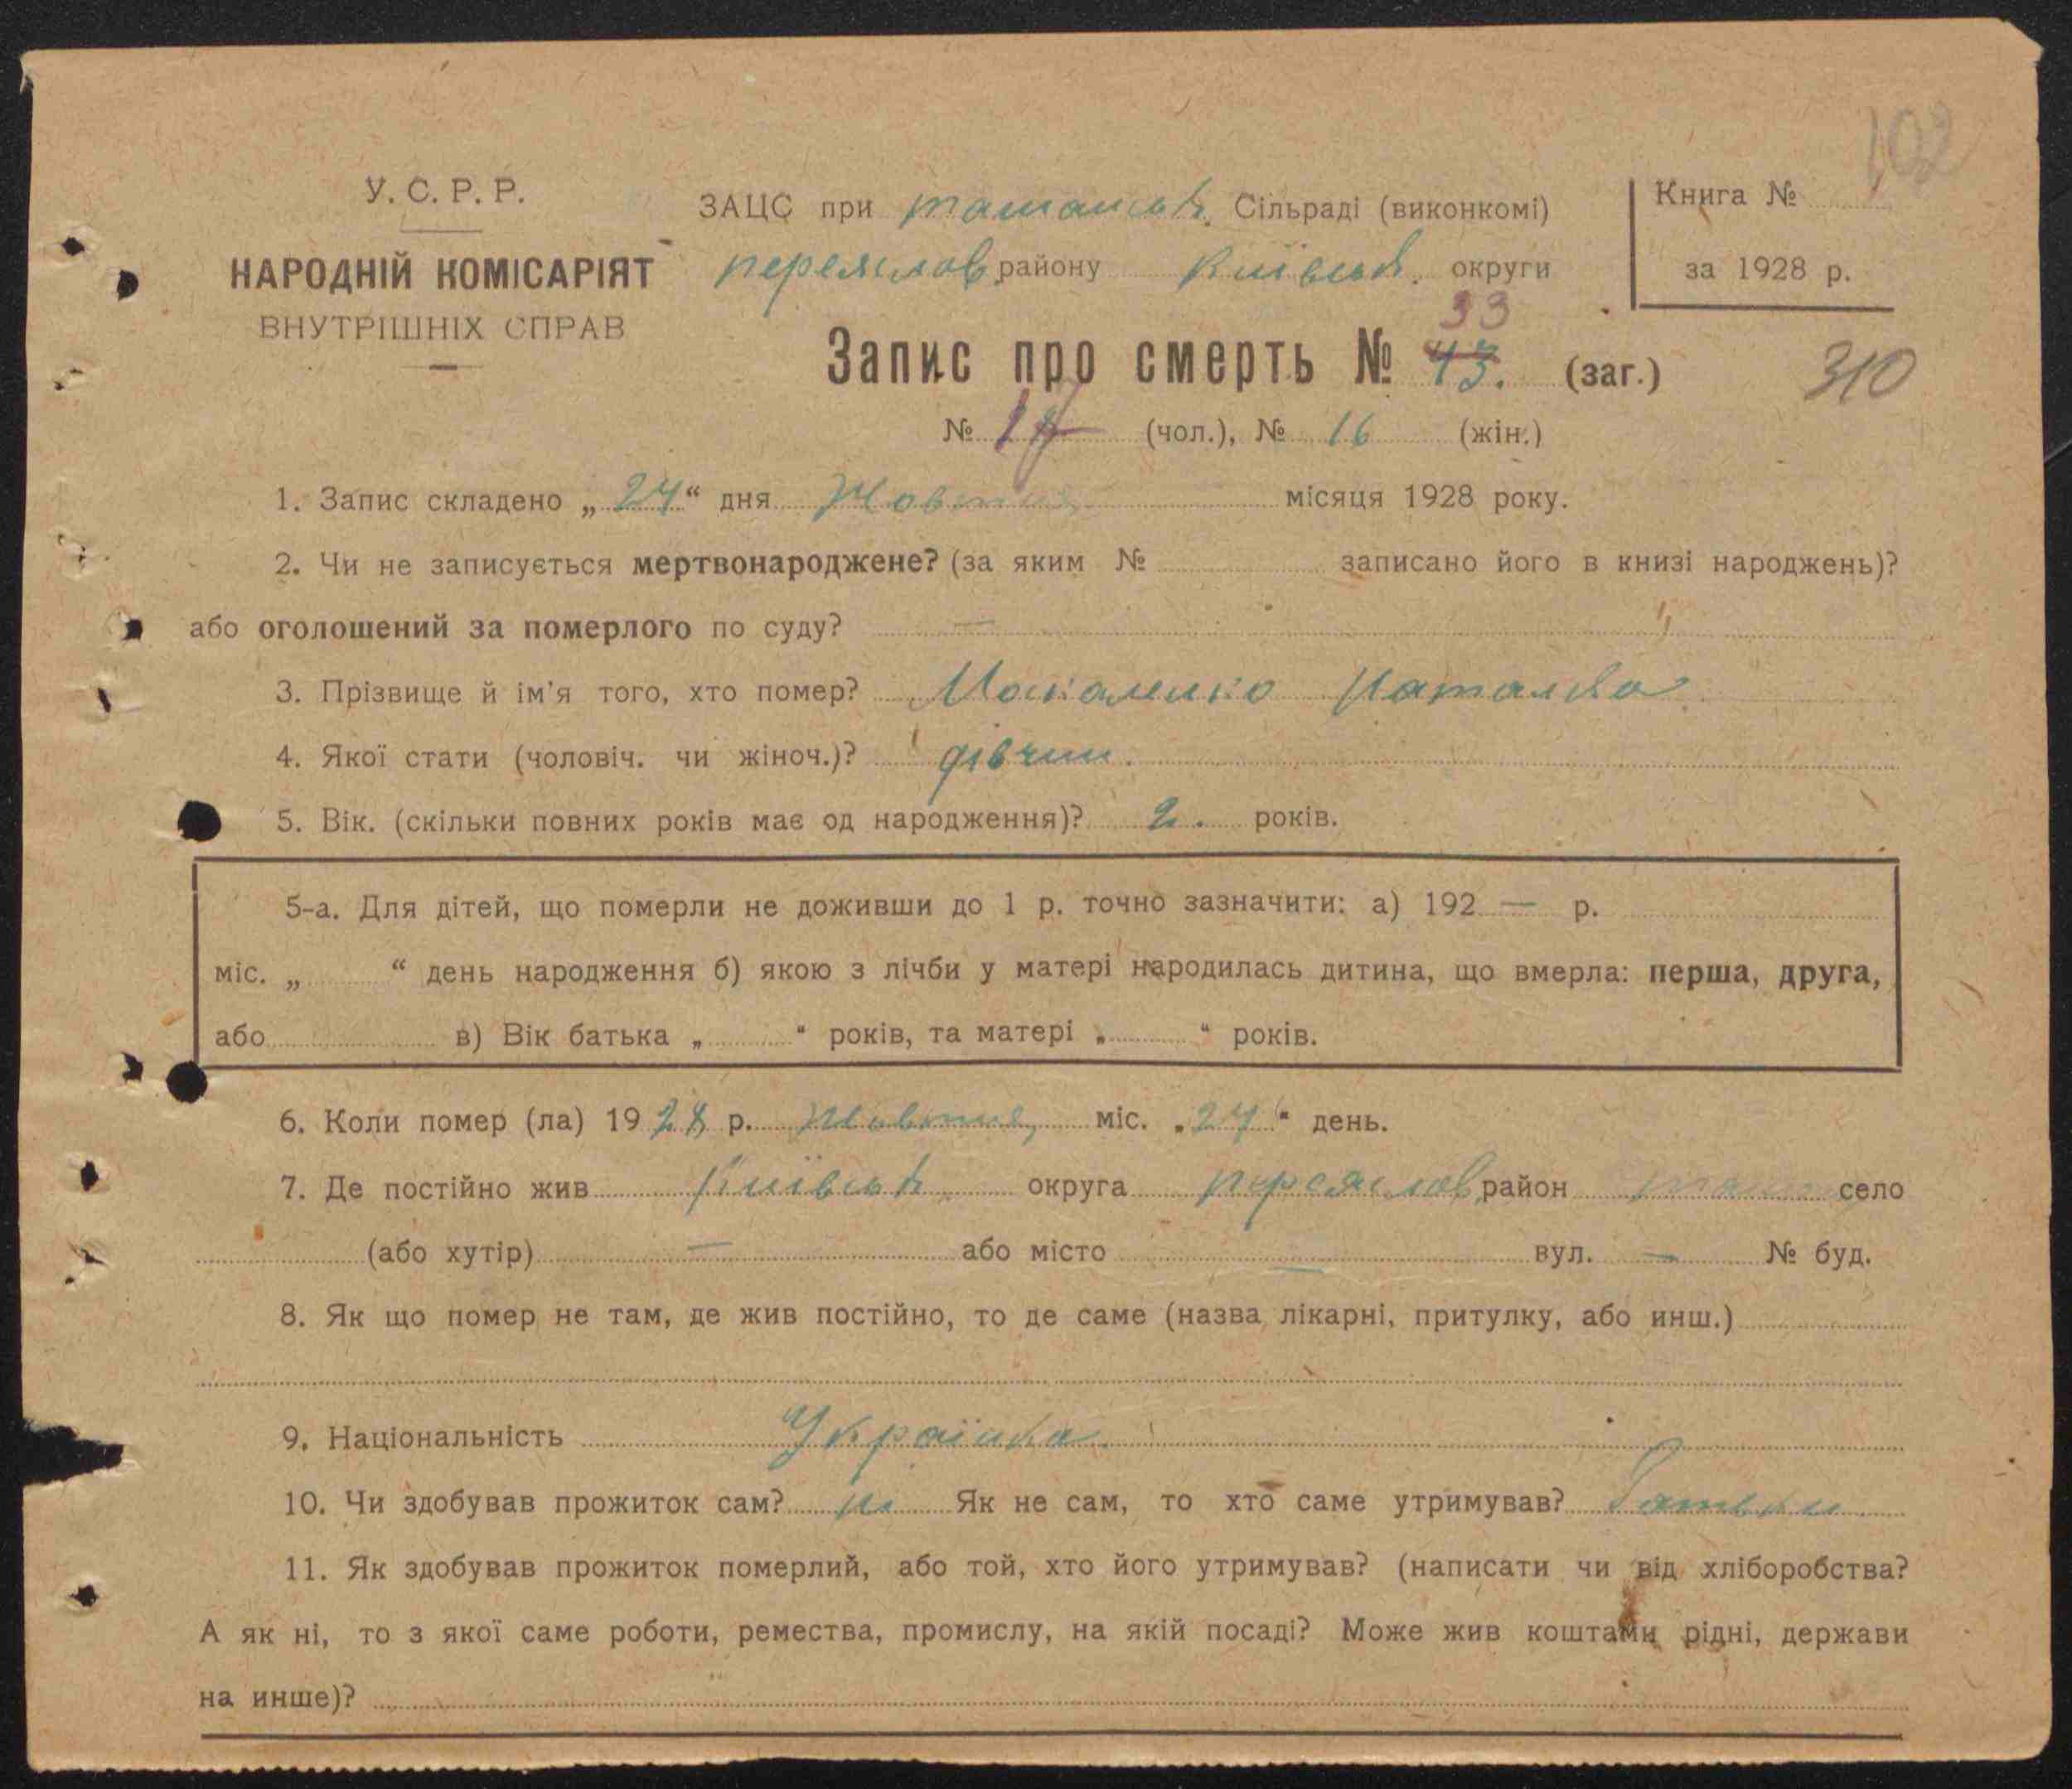 102
У. С. Р. Р.
НАРОДНІЙ КОМІСАРІЯТ
ВНУТРІШНІХ СПРАВ
ЗАЦС при ташанськ. Сільраді (виконкомі)
переяслов. району Київськ. округи
Книга №
за 1928 р.
33
Запис про смерть № 43. (заг.)
310
№ 17 (чол.), № 16 (жін.)
1. Запис складено „ 24 “ дня Жовтня місяця 1928 року.
2. Чи не записується мертвонароджене? (за яким № записано його в книзі народжень)?
або оголошений за померлого по суду? —
3. Прізвище й ім'я того, хто помер? Москаленко Наталка
4. Якої стати (чоловіч. чи жіноч.)? дівчин.
5. Вік. (скільки повних років має од народження)? 2. років.
5-а. Для дітей, що померли не доживши до 1 р. точно зазначити: а) 192 — р.
міс. „ “ день народження б) якою з лічби у матері народилась дитина, що вмерла: перша, друга,
або в) Вік батька „ “ років, та матері „ “ років.
6. Коли помер (ла) 19 28 р. Жовтня міс. „ 24 “ день.
7. Де постійно жив Київськ. округа переяслов. район село
(або хутір) — або місто — вул. — № буд.
8. Як що помер не там, де жив постійно, то де саме (назва лікарні, притулку, або инш.)
9. Національність Українка.
10. Чи здобував прожиток сам? ні Як не сам, то хто саме утримував? Батьки
11. Як здобував прожиток померлий, або той, хто його утримував? (написати чи від хліборобства?
А як ні, то з якої саме роботи, ремества, промислу, на якій посаді? Може жив коштами рідні, держави
на инше)?